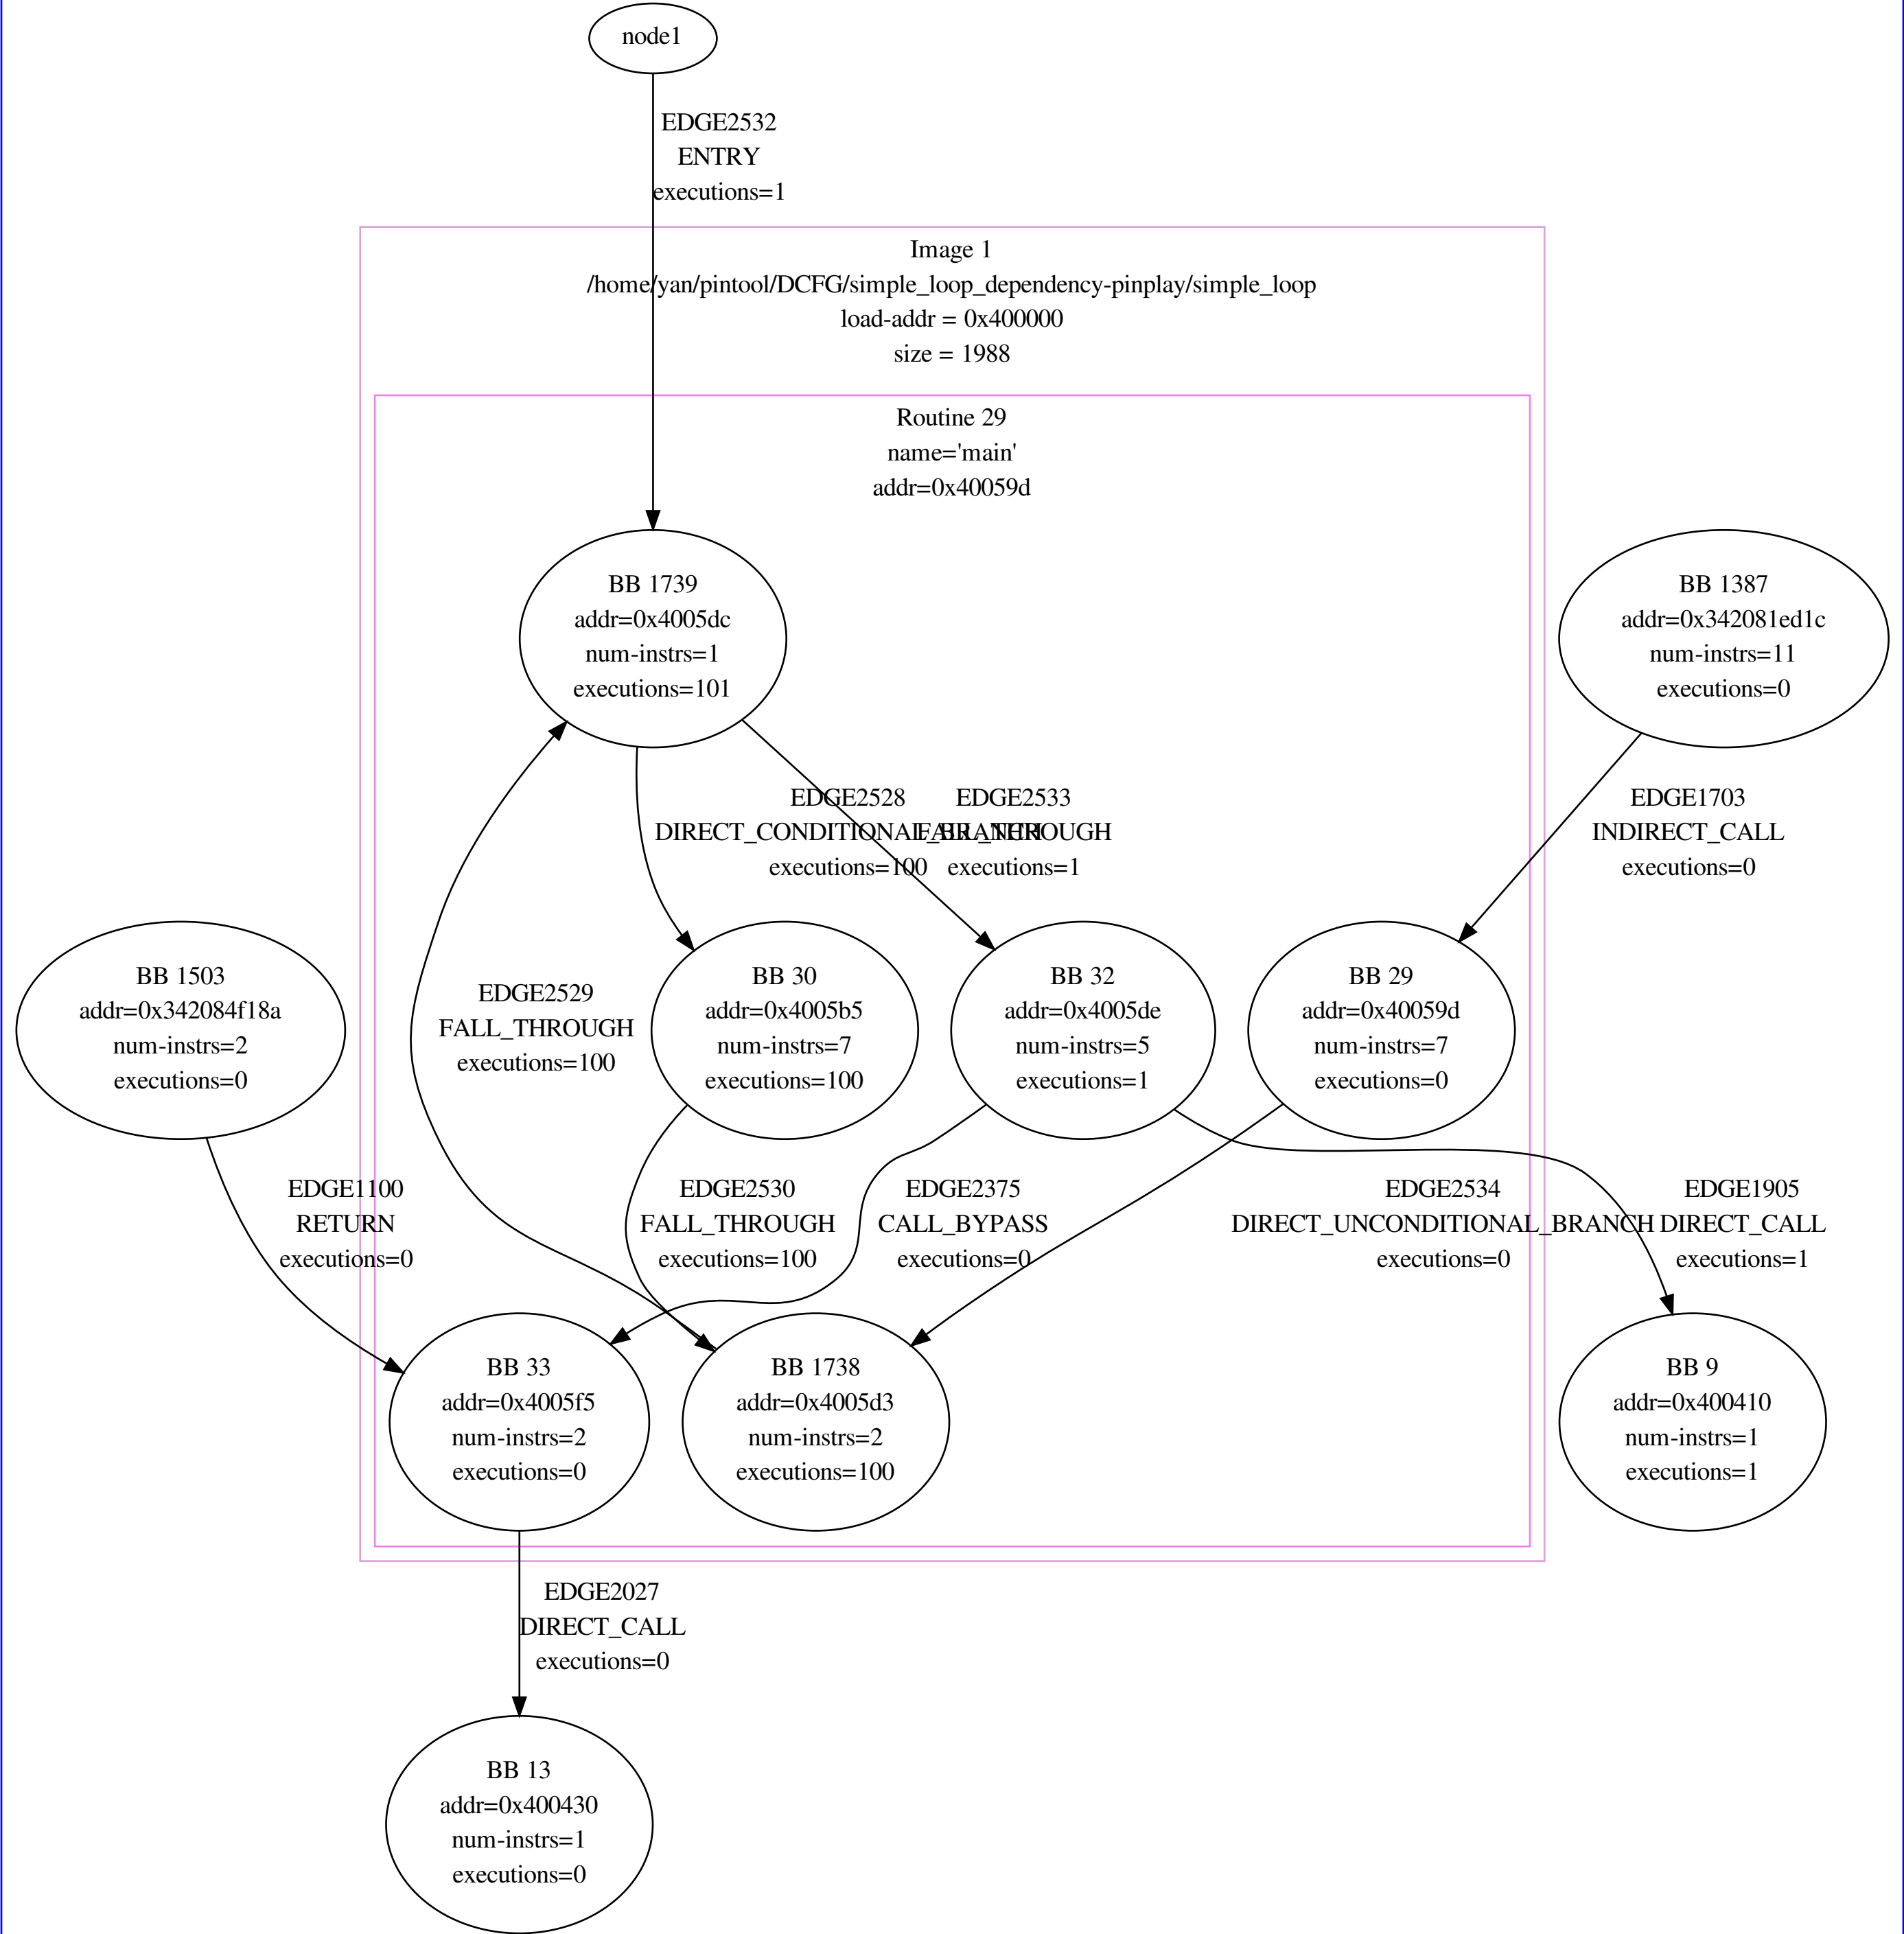 node1
EDGE2532
ENTRY
executions=1
Image 1
/home/yan/pintool/DCFG/simple_loop_dependency-pinplay/simple_loop
load-addr = 0x400000
size = 1988
Routine 29
name='main'
addr=0x40059d
BB 1739
addr=0x4005dc
num-instrs=1
executions=101
BB 1387
addr=0x342081ed1c
num-instrs=11
executions=0
EDGE2528
DIRECT_CONDITIONAL_BRANCH
executions=100
EDGE2533
FALL_THROUGH
executions=1
EDGE1703
INDIRECT_CALL
executions=0
BB 1503
addr=0x342084f18a
num-instrs=2
executions=0
EDGE2529
FALL_THROUGH
executions=100
BB 30
addr=0x4005b5
num-instrs=7
executions=100
BB 32
addr=0x4005de
num-instrs=5
executions=1
BB 29
addr=0x40059d
num-instrs=7
executions=0
EDGE1100
RETURN
executions=0
EDGE2530
FALL_THROUGH
executions=100
EDGE2375
CALL_BYPASS
executions=0
EDGE2534
DIRECT_UNCONDITIONAL_BRANCH
executions=0
EDGE1905
DIRECT_CALL
executions=1
BB 33
addr=0x4005f5
num-instrs=2
executions=0
BB 1738
addr=0x4005d3
num-instrs=2
executions=100
BB 9
addr=0x400410
num-instrs=1
executions=1
EDGE2027
DIRECT_CALL
executions=0
BB 13
addr=0x400430
num-instrs=1
executions=0